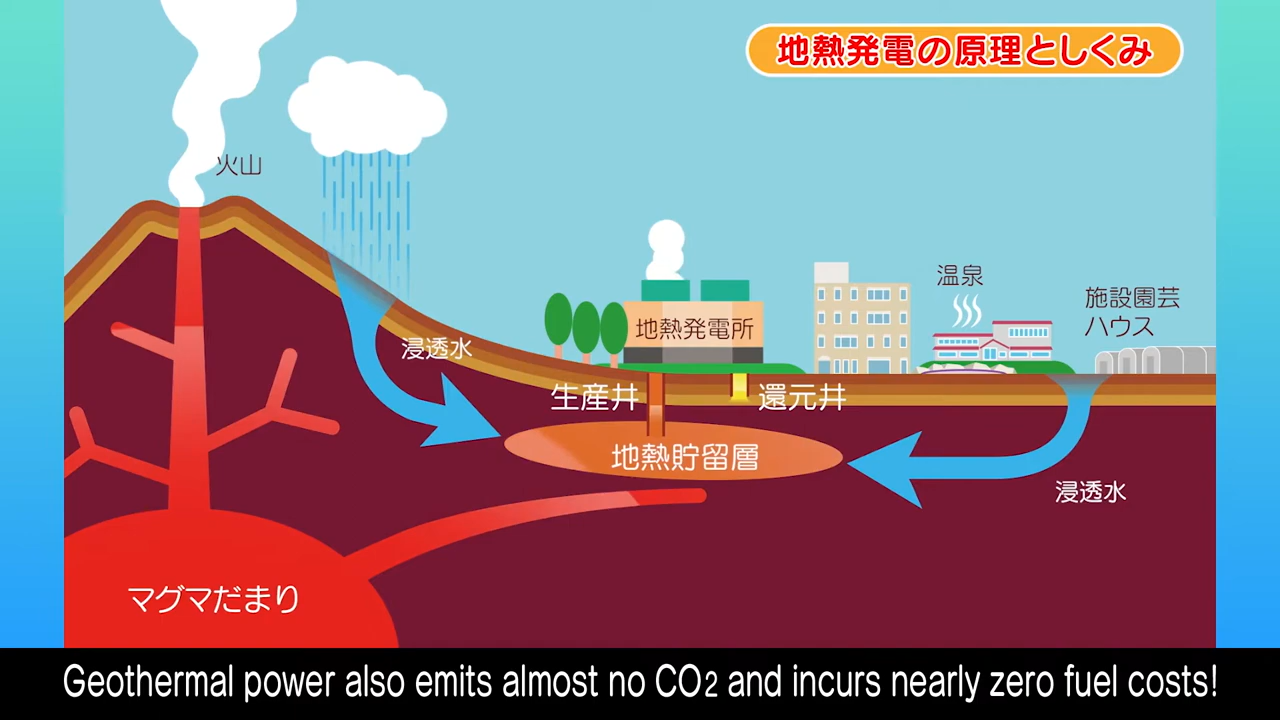 地熱発電の原理としくみ
火山
温泉
施設園芸
ハウス
地熱発電所
浸透水
生産井
還元井
地熱貯留層
浸透水
マグマだまり
Geothermal power also emits almost no CO2 and incurs nearly zero fuel costs!